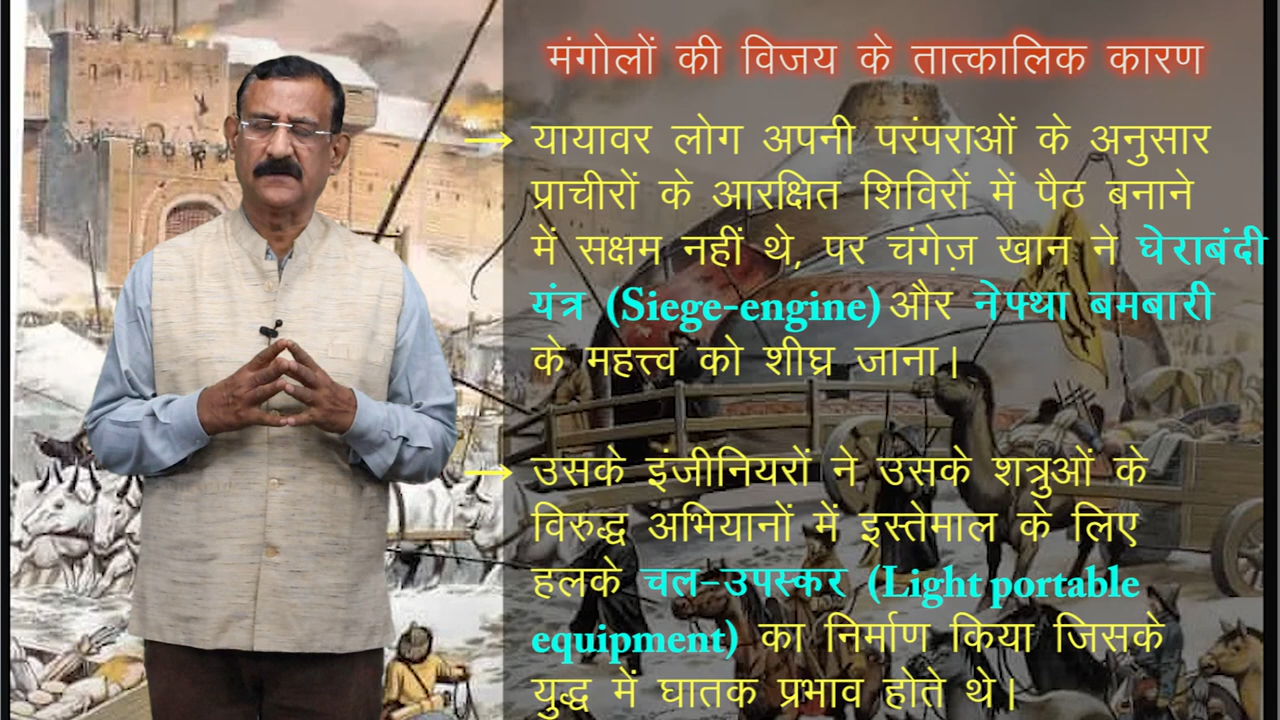 मंगोलों की विजय के तात्कालिक कारण
→ यायावर लोग अपनी परंपराओं के अनुसार
प्राचीरों के आरक्षित शिविरों में पैठ बनाने
में सक्षम नहीं थे, पर चंगेज़ खान ने घेराबंदी
यंत्र (Siege-engine) और नेफ्था बमबारी
के महत्त्व को शीघ्र जाना।
→ उसके इंजीनियरों ने उसके शत्रुओं के
विरुद्ध अभियानों में इस्तेमाल के लिए
हलके चल-उपस्कर (Light portable
equipment) का निर्माण किया जिसके
युद्ध में घातक प्रभाव होते थे।